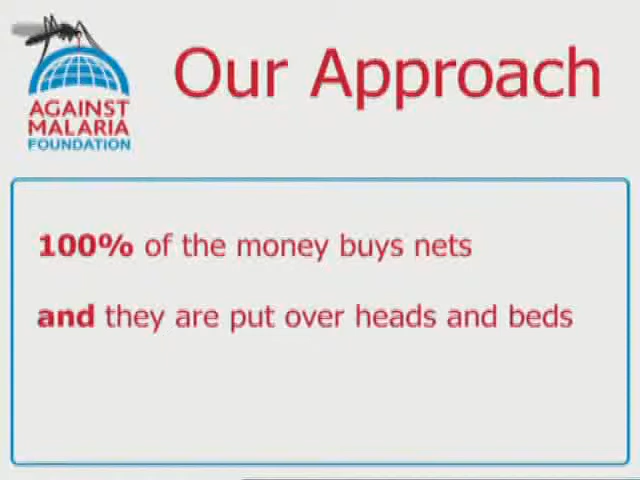 Our Approach
AGAINST
MALARIA
FOUNDATION
100% of the money buys nets
and they are put over heads and beds